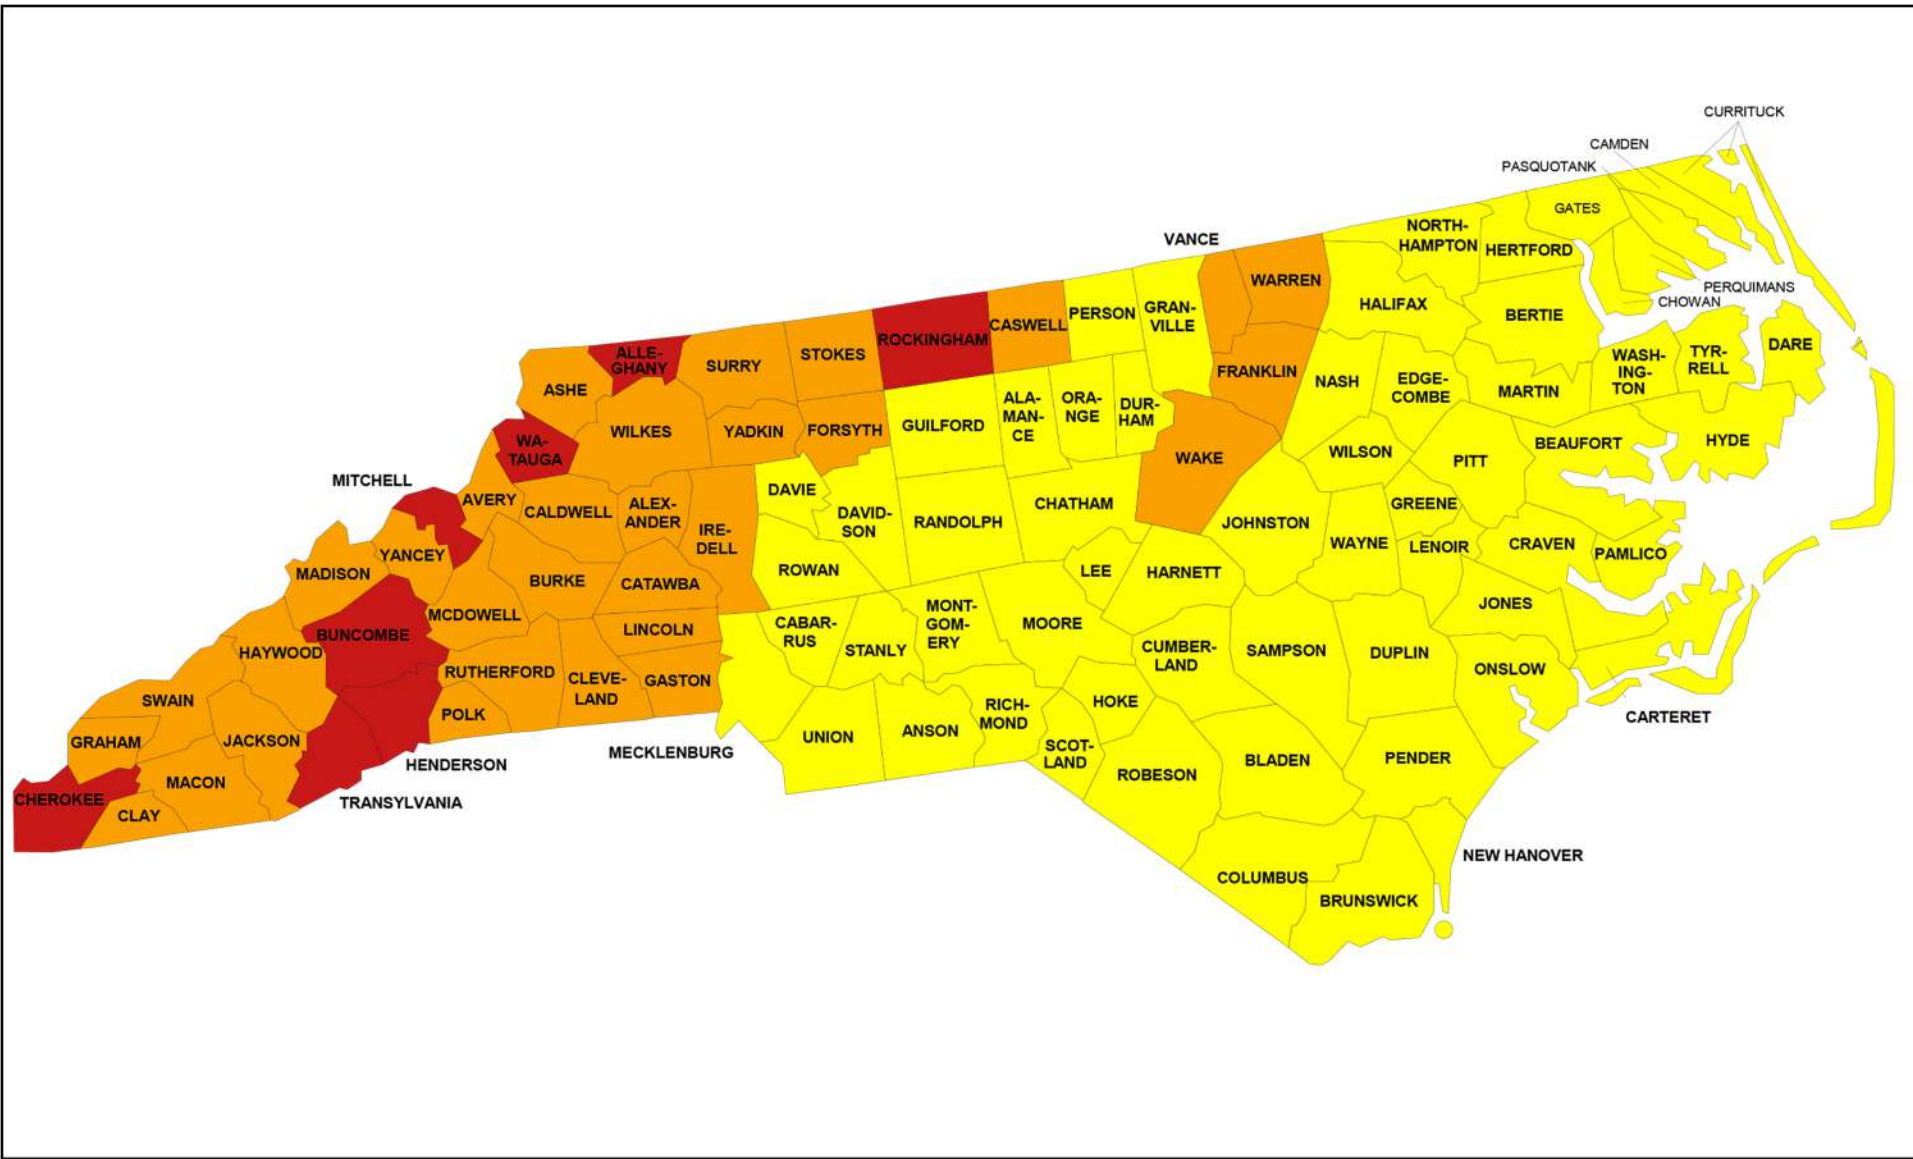 CURRITUCK
CAMDEN
PASQUOTANK
GATES
NORTH-
HAMPTON
HERTFORD
VANCE
WARREN
PERQUIMANS
CHOWAN
HALIFAX
BERTIE
PERSON
GRAN-
VILLE
CASWELL
ROCKINGHAM
STOKES
SURRY
ALLE-
GHANY
ASHE
WASH-
ING-
TON
TYR-
RELL
DARE
FRANKLIN
NASH
EDGE-
COMBE
MARTIN
ALA-
MAN-
CE
ORA-
NGE
DUR-
HAM
GUILFORD
FORSYTH
YADKIN
WILKES
WA-
TAUGA
BEAUFORT
HYDE
WAKE
WILSON
PITT
MITCHELL
AVERY
CALDWELL
ALEX-
ANDER
IRE-
DELL
DAVIE
DAVID-
SON
RANDOLPH
CHATHAM
JOHNSTON
GREENE
WAYNE
LENOIR
CRAVEN
PAMLICO
YANCEY
MADISON
BURKE
CATAWBA
ROWAN
LEE
HARNETT
JONES
MCDOWELL
BUNCOMBE
HAYWOOD
LINCOLN
CABAR-
RUS
STANLY
MONT-
GOM-
ERY
MOORE
CUMBER-
LAND
SAMPSON
DUPLIN
ONSLOW
RUTHERFORD
CLEVE-
LAND
GASTON
SWAIN
POLK
GRAHAM
JACKSON
MECKLENBURG
UNION
ANSON
RICH-
MOND
HOKE
SCOT-
LAND
CARTERET
HENDERSON
MACON
CHEROKEE
CLAY
TRANSYLVANIA
ROBESON
BLADEN
PENDER
NEW HANOVER
COLUMBUS
BRUNSWICK